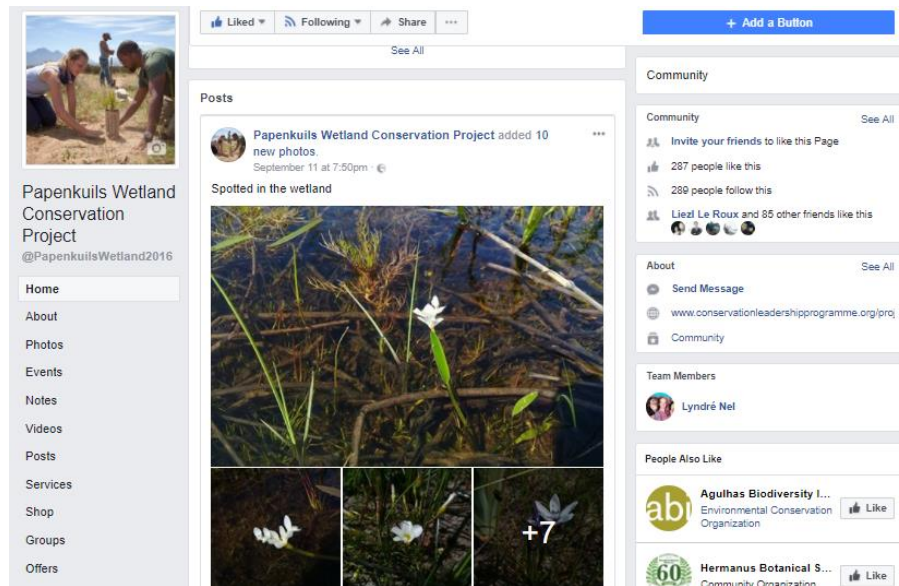 Liked
Following
Share
+ Add a Button
See All
Papenkuils Wetland
Conservation
Project
@PapenkuilsWetland2016
Home
About
Photos
Events
Notes
Videos
Posts
Services
Shop
Groups
Offers
Posts
Papenkuils Wetland Conservation Project added 10
new photos.
September 11 at 7:50pm ·
Spotted in the wetland
+7
Community
Community
See All
Invite your friends to like this Page
287 people like this
289 people follow this
Liezl Le Roux and 85 other friends like this
About
See All
Send Message
www.conservationleadershipprogramme.org/proj
Community
Team Members
Lyndré Nel
People Also Like
abi
Agulhas Biodiversity I...
Environmental Conservation
Organization
Like
60
Hermanus Botanical S...
Community Organization
Like